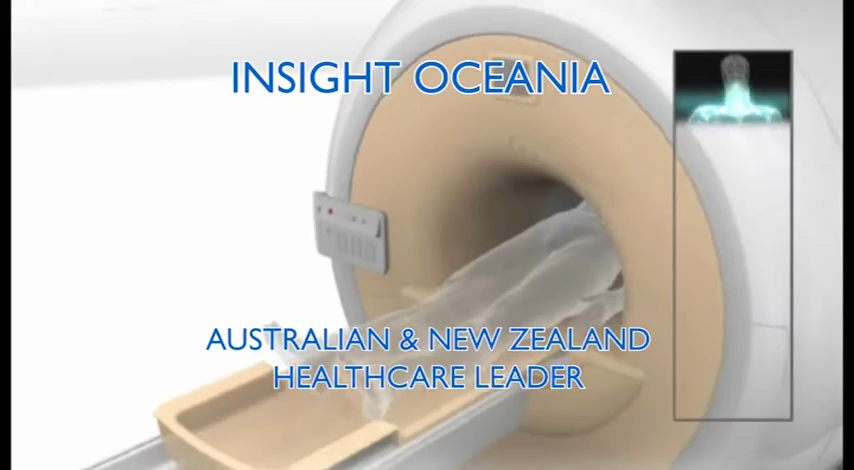 INSIGHT OCEANIA
AUSTRALIAN & NEW ZEALAND
HEALTHCARE LEADER